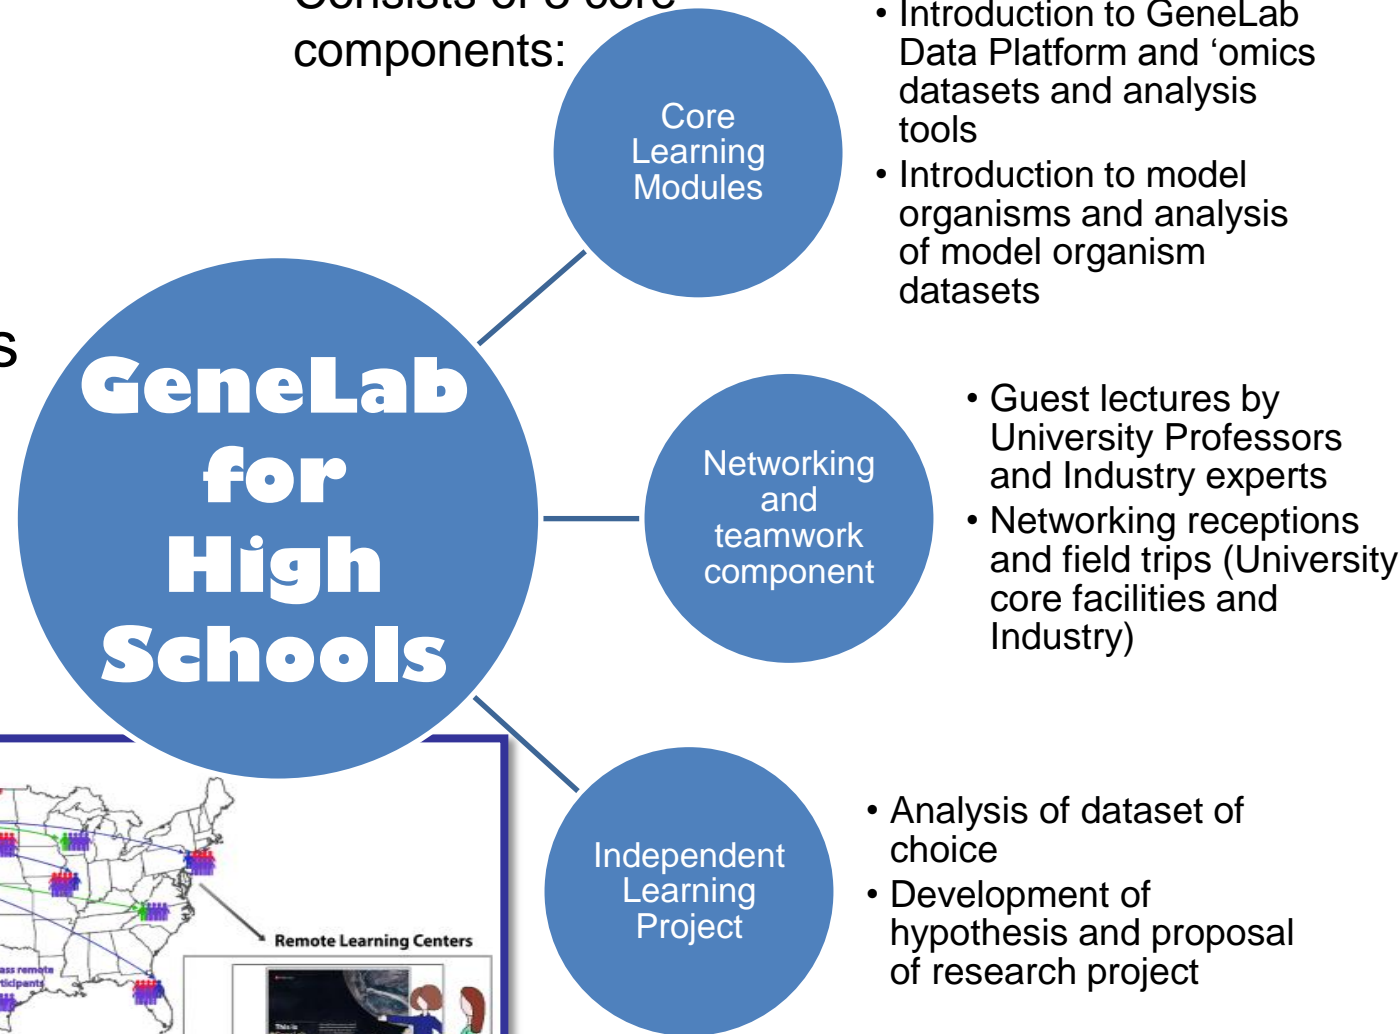 components:
Core
Learning
Modules
• Introduction to GeneLab
Data Platform and ‘omics
datasets and analysis
tools
• Introduction to model
organisms and analysis
of model organism
datasets
s
GeneLab
for
High
Schools
Networking
and
teamwork
component
• Guest lectures by
University Professors
and Industry experts
• Networking receptions
and field trips (University
core facilities and
Industry)
Independent
Learning
Project
• Analysis of dataset of
choice
• Development of
hypothesis and proposal
of research project
Remote Learning Centers
remote
This is